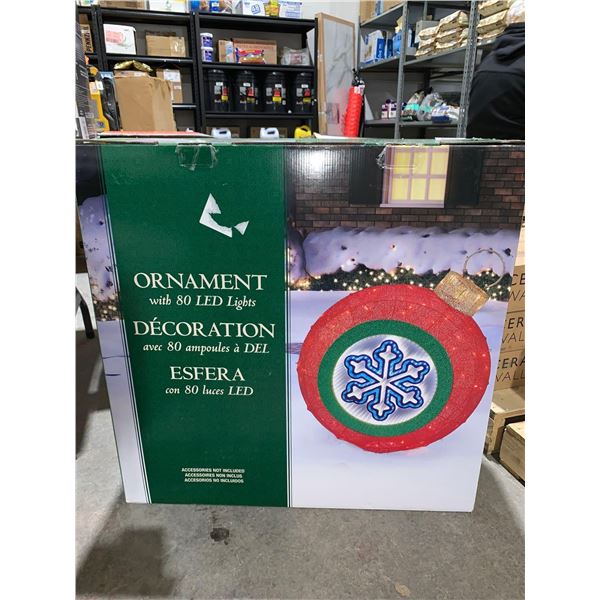 ORNAMENT
with 80 LED Lights
DÉCORATION
avec 80 ampoules à DEL
ESFERA
con 80 luces LED
ACCESSORIES NOT INCLUDED
ACCESSOIRES NON INCLUS
ACCESORIOS NO INCLUIDOS